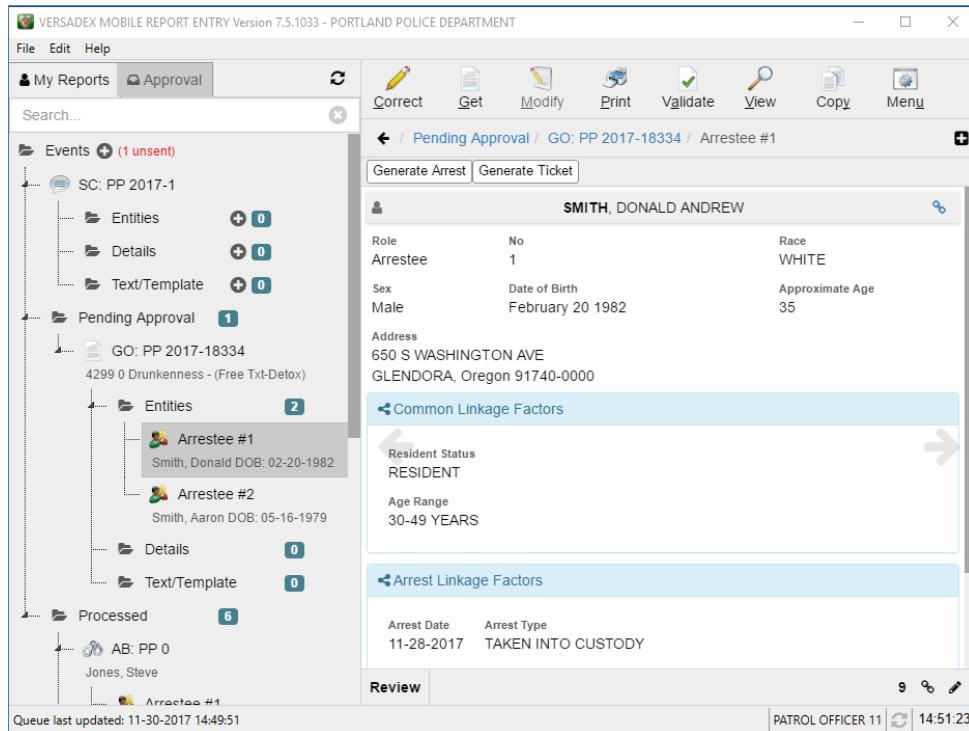 VERSADEX MOBILE REPORT ENTRY Version 7.5.1033 - PORTLAND POLICE DEPARTMENT
File Edit Help
My Reports Approval
Search...
Events (1 unsent)
SC: PP 2017-1
Entities 0
Details 0
Text/Template 0
Pending Approval 1
GO: PP 2017-18334
4299 0 Drunkenness - (Free Txt-Detox)
Entities 2
Arrestee #1
Smith, Donald DOB: 02-20-1982
Arrestee #2
Smith, Aaron DOB: 05-16-1979
Details 0
Text/Template 0
Processed 6
AB: PP 0
Jones, Steve
Arrestee #1
Correct Get Modify Print Validate View Copy Menu
/ Pending Approval / GO: PP 2017-18334 / Arrestee #1
Generate Arrest Generate Ticket
SMITH, DONALD ANDREW
Role No Race
Arrestee 1 WHITE
Sex Date of Birth Approximate Age
Male February 20 1982 35
Address
650 S WASHINGTON AVE
GLENDORA, Oregon 91740-0000
Common Linkage Factors
Resident Status
RESIDENT
Age Range
30-49 YEARS
Arrest Linkage Factors
Arrest Date Arrest Type
11-28-2017 TAKEN INTO CUSTODY
Review 9
Queue last updated: 11-30-2017 14:49:51 PATROL OFFICER 11 14:51:23